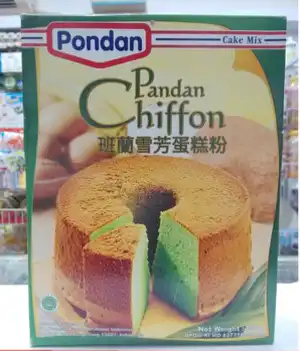 Pondan
Cake Mix
Pandan
Chiffon
班蘭雪芳蛋糕粉
Net Weight